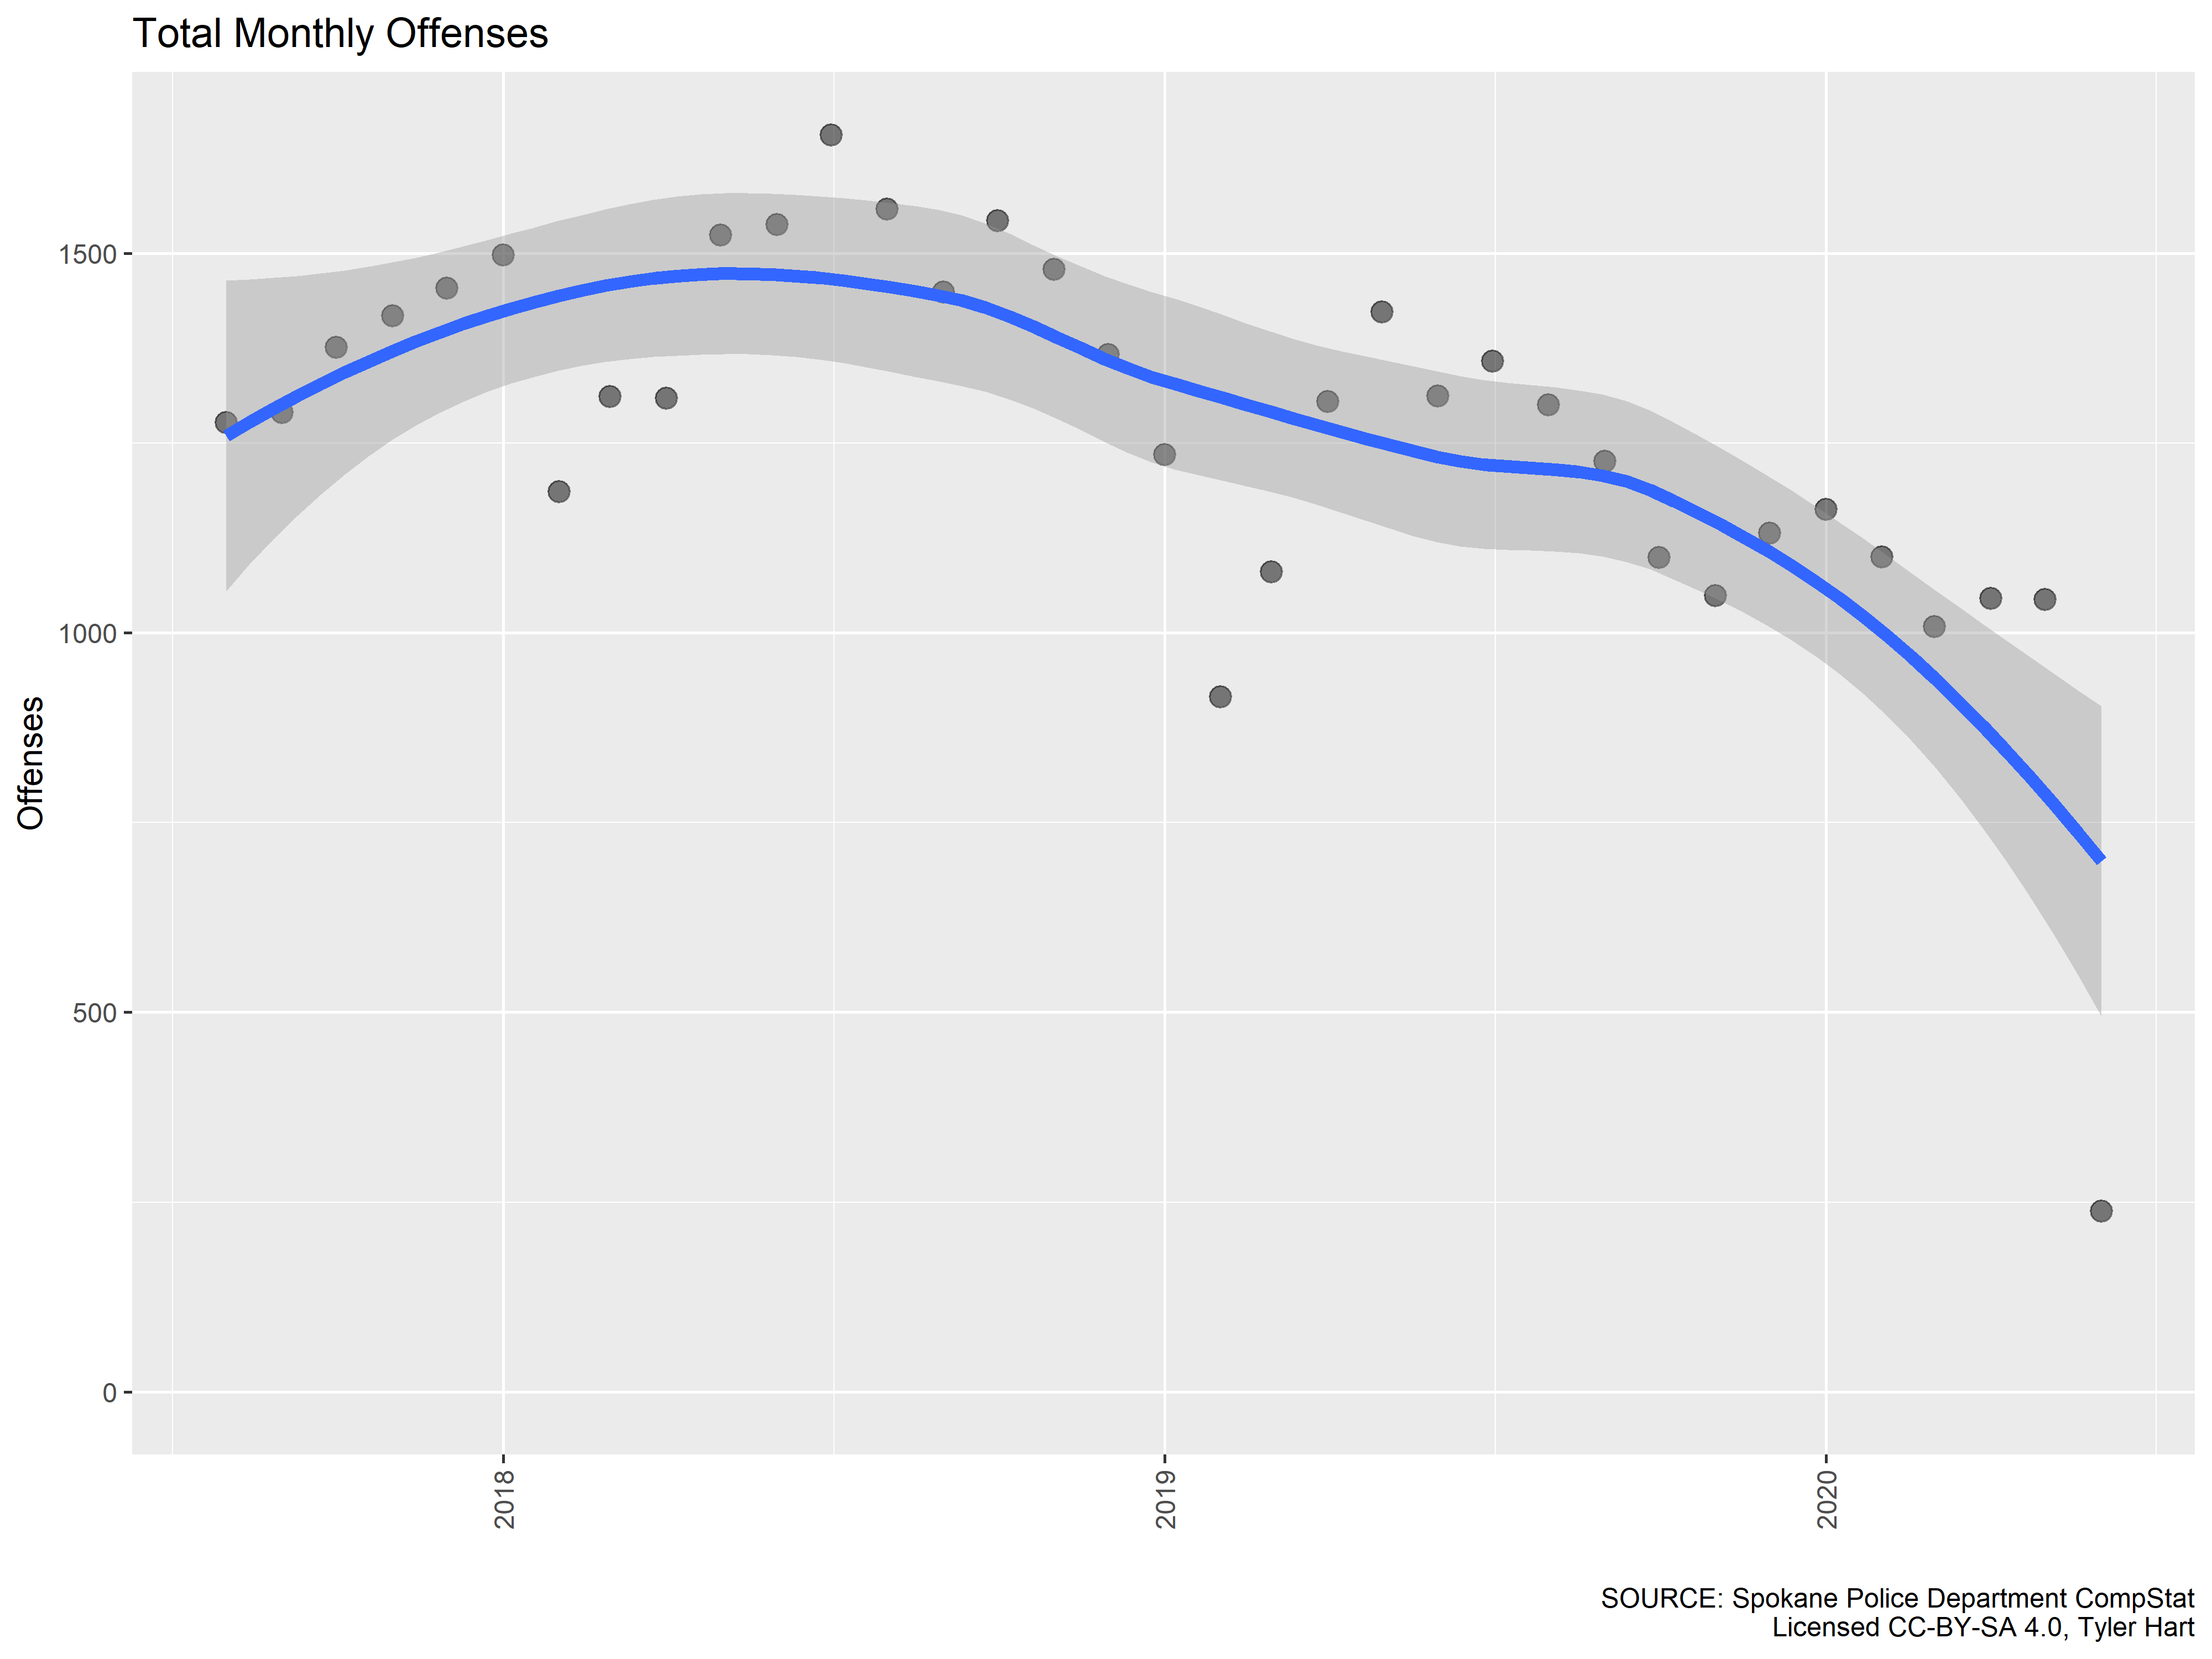 Total Monthly Offenses
Offenses
1500
1000
500
0
2018
2019
2020
SOURCE: Spokane Police Department CompStat
Licensed CC-BY-SA 4.0, Tyler Hart